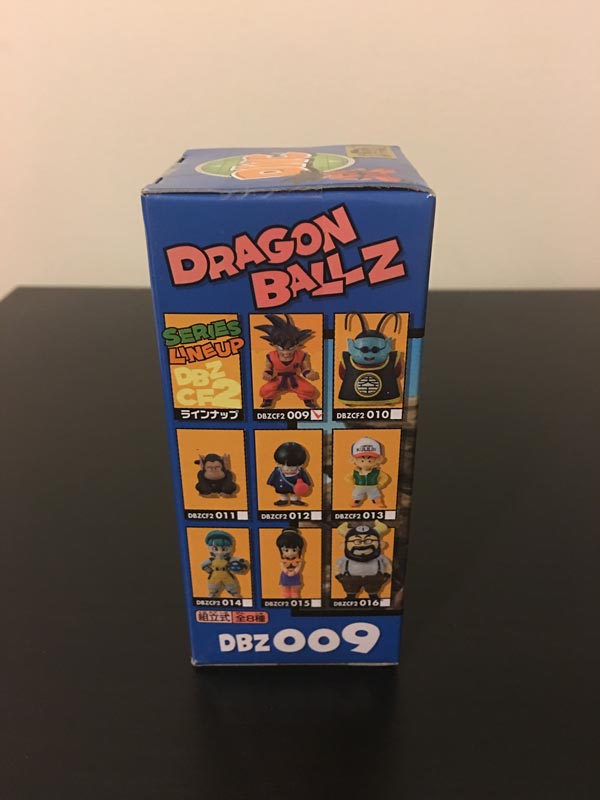 DRAGON
BALL Z
SERIES
LINEUP
DBZ
CF2
ラインナップ
DBZCF2 009
DBZCF2 010
DBZCF2 011
DBZCF2 012
DBZCF2 013
DBZCF2 014
DBZCF2 015
DBZCF2 016
組立式 全8種
DBZ009